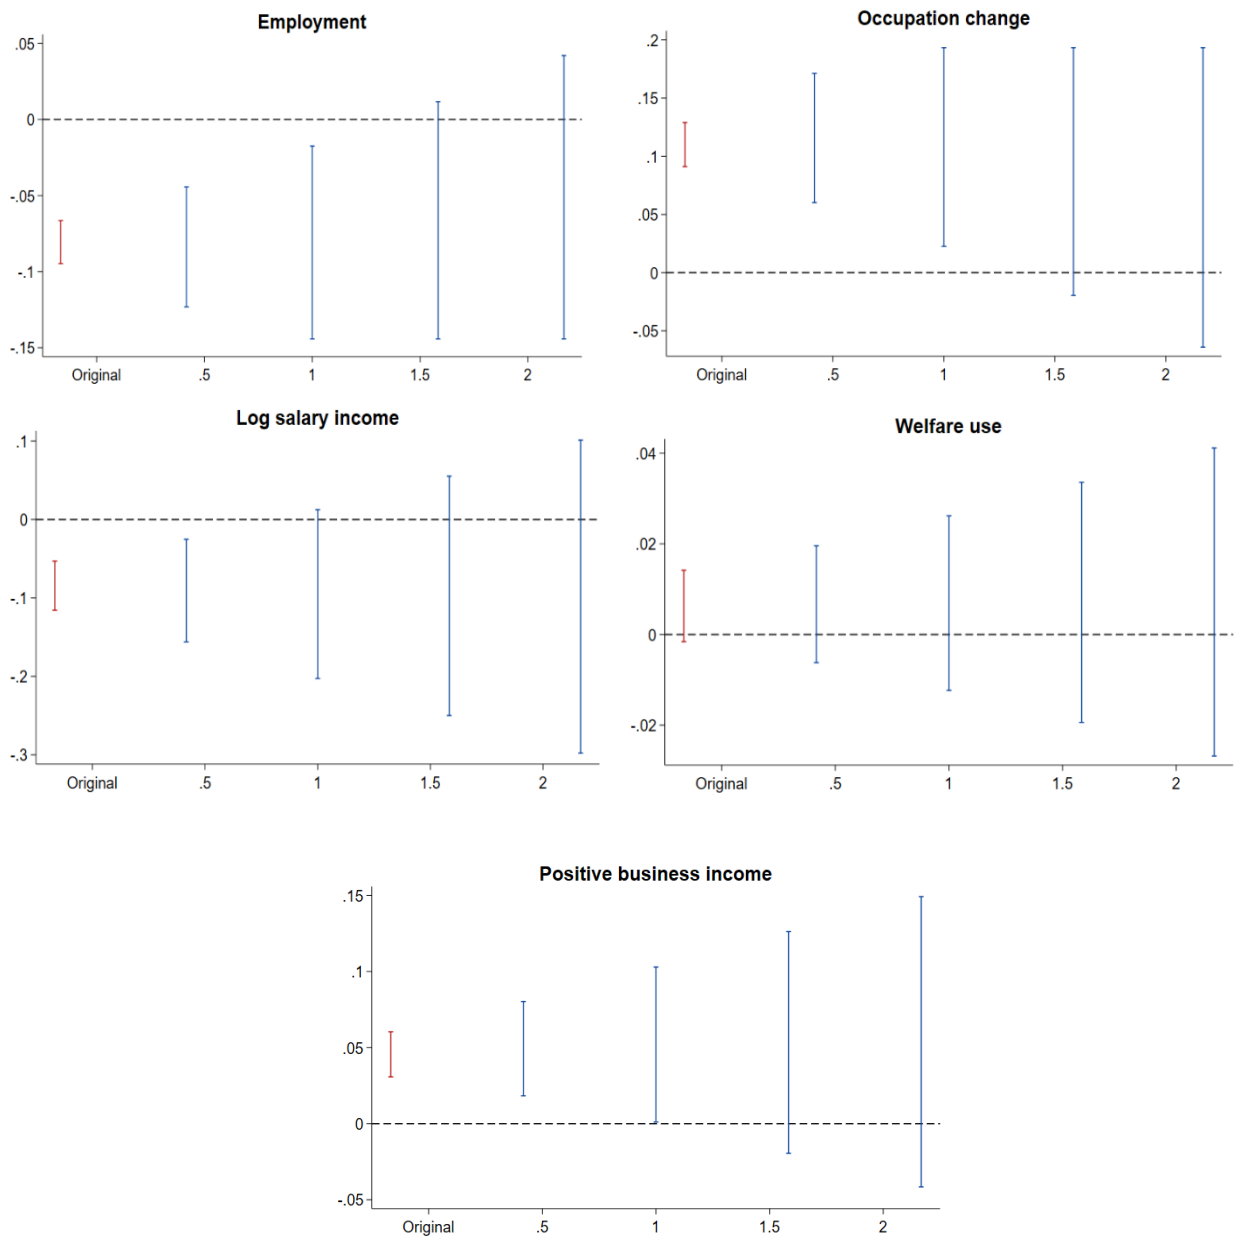 Employment
.05
0
-.05
-.1
-.15
Original .5 1 1.5 2
Occupation change
.2
.15
.1
.05
0
-.05
Original .5 1 1.5 2
Log salary income
.1
0
-.1
-.2
-.3
Original .5 1 1.5 2
Welfare use
.04
.02
0
-.02
Original .5 1 1.5 2
Positive business income
.15
.1
.05
0
-.05
Original .5 1 1.5 2